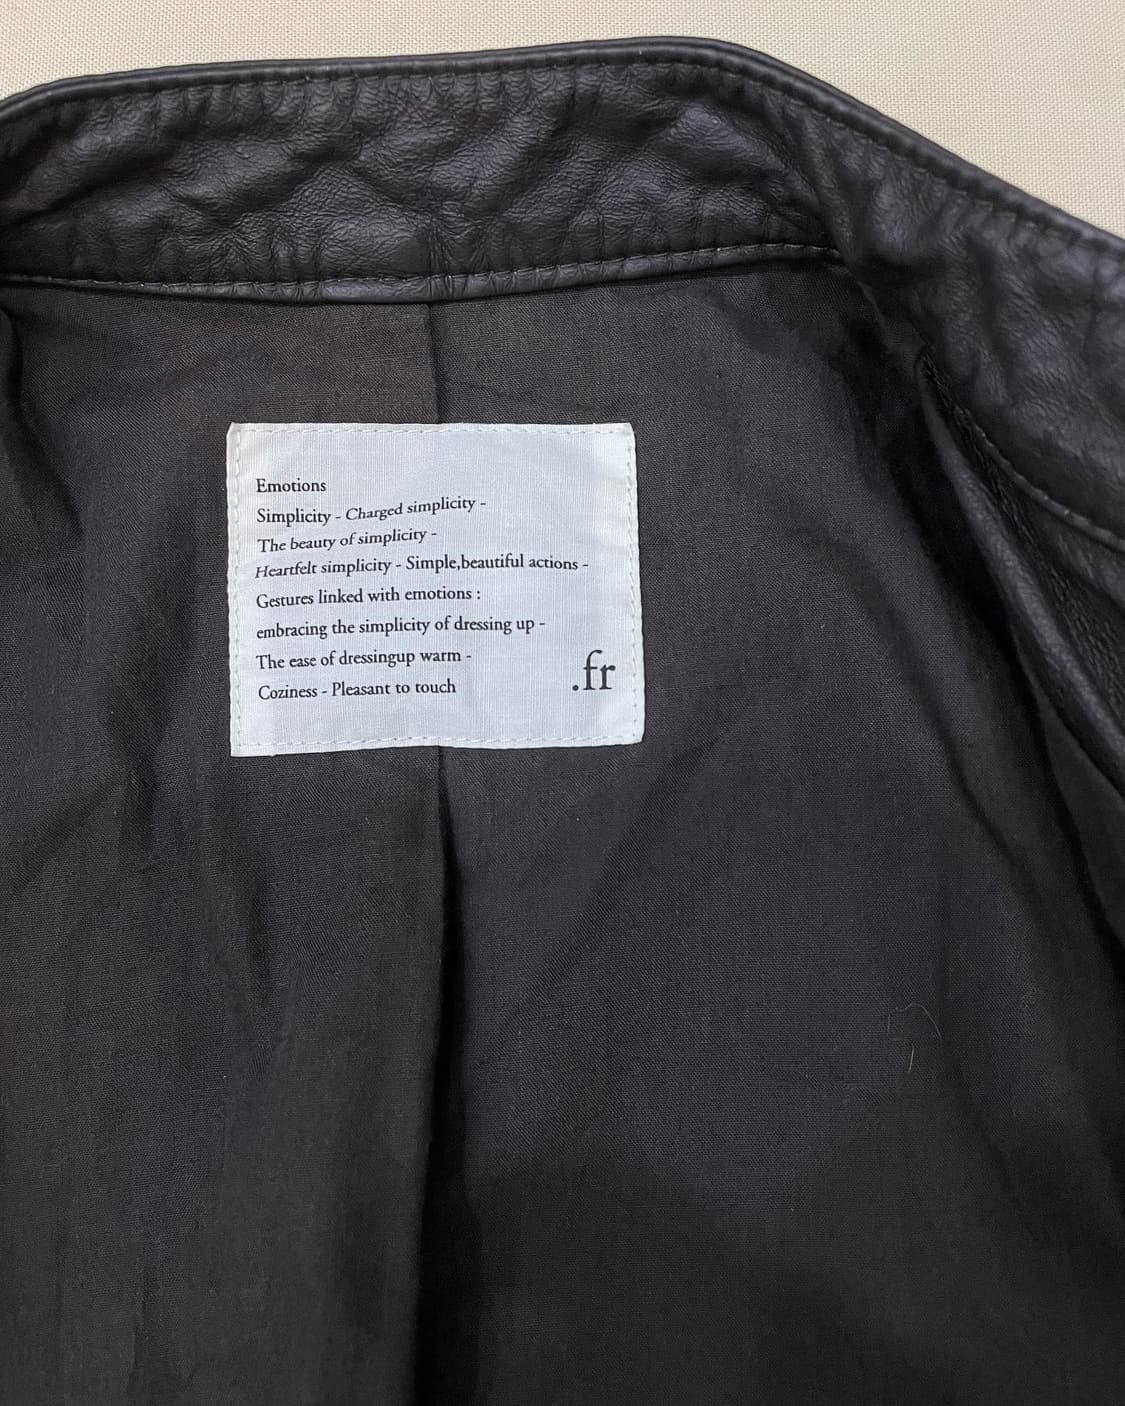 Emotions
Simplicity - Charged simplicity -
The beauty of simplicity -
Heartfelt simplicity - Simple,beautiful actions -
Gestures linked with emotions :
embracing the simplicity of dressing up -
The ease of dressingup warm -
Coziness - Pleasant to touch
.fr